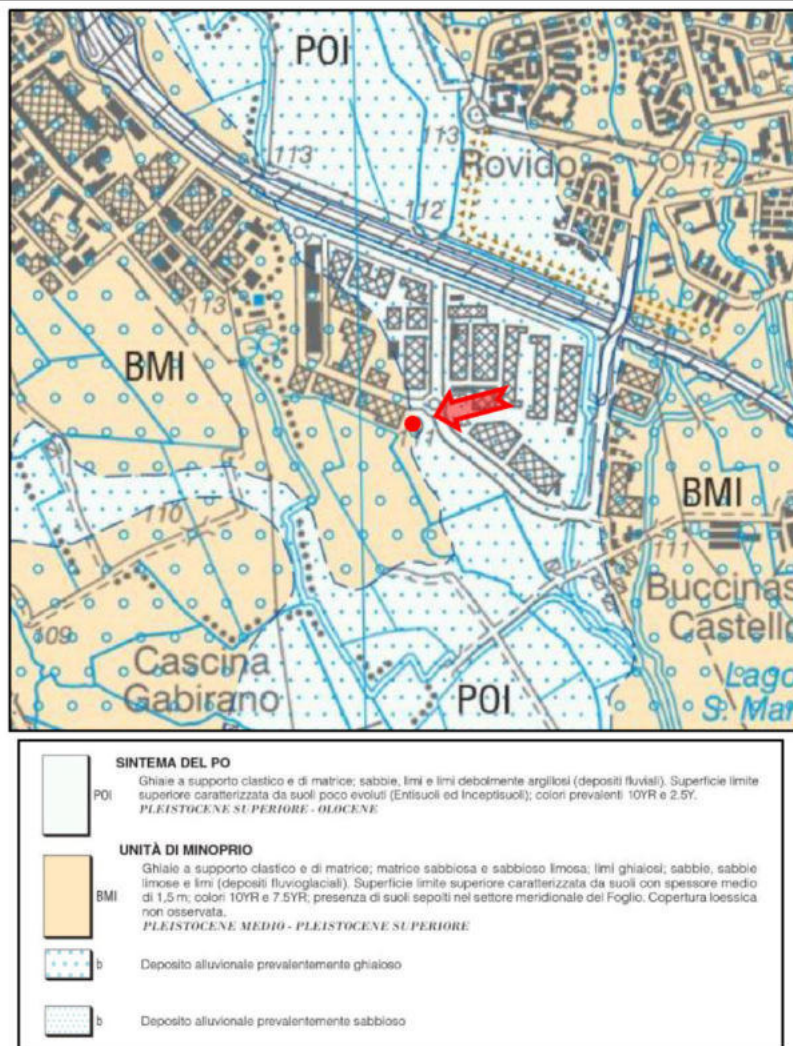 POI
113
Rovido
113
112
112
113
BMI
BMI
110
111
Buccinas
Castello
109
Cascina
Gabirano
POI
Lago
S. Mar
SINTEMA DEL PO
POI
Ghiaie a supporto clastico e di matrice; sabbie, limi e limi debolmente argillosi (depositi fluviali). Superficie limite
superiore caratterizzata da suoli poco evoluti (Entisuoli ed Inceptisuoli); colori prevalenti 10YR e 2.5Y.
PLEISTOCENE SUPERIORE - OLOCENE
UNITÀ DI MINOPRIO
BMI
Ghiaie a supporto clastico e di matrice; matrice sabbiosa e sabbioso limosa; limi ghiaiosi; sabbie, sabbie
limose e limi (depositi fluvioglaciali). Superficie limite superiore caratterizzata da suoli con spessore medio
di 1,5 m; colori 10YR e 7.5YR; presenza di suoli sepolti nel settore meridionale del Foglio. Copertura loessica
non osservata.
PLEISTOCENE MEDIO - PLEISTOCENE SUPERIORE
b Deposito alluvionale prevalentemente ghiaioso
b Deposito alluvionale prevalentemente sabbioso